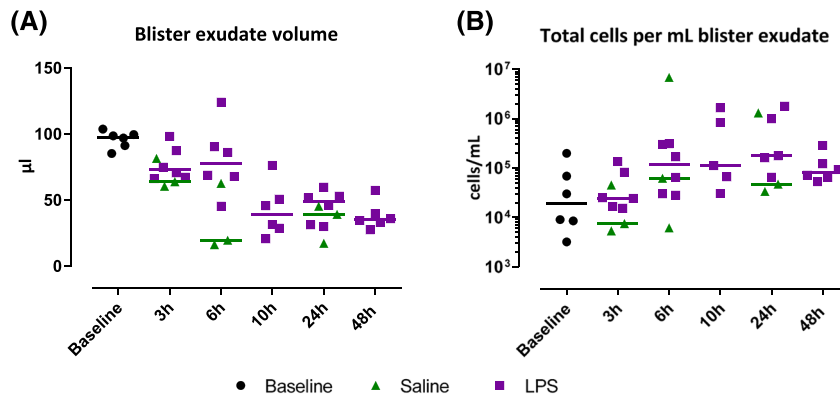 (A)
Blister exudate volume
150
100
50
0
µl
Baseline
3h
6h
10h
24h
48h
(B)
Total cells per mL blister exudate
10⁷
10⁶
10⁵
10⁴
10³
cells/mL
Baseline
3h
6h
10h
24h
48h
Baseline Saline LPS